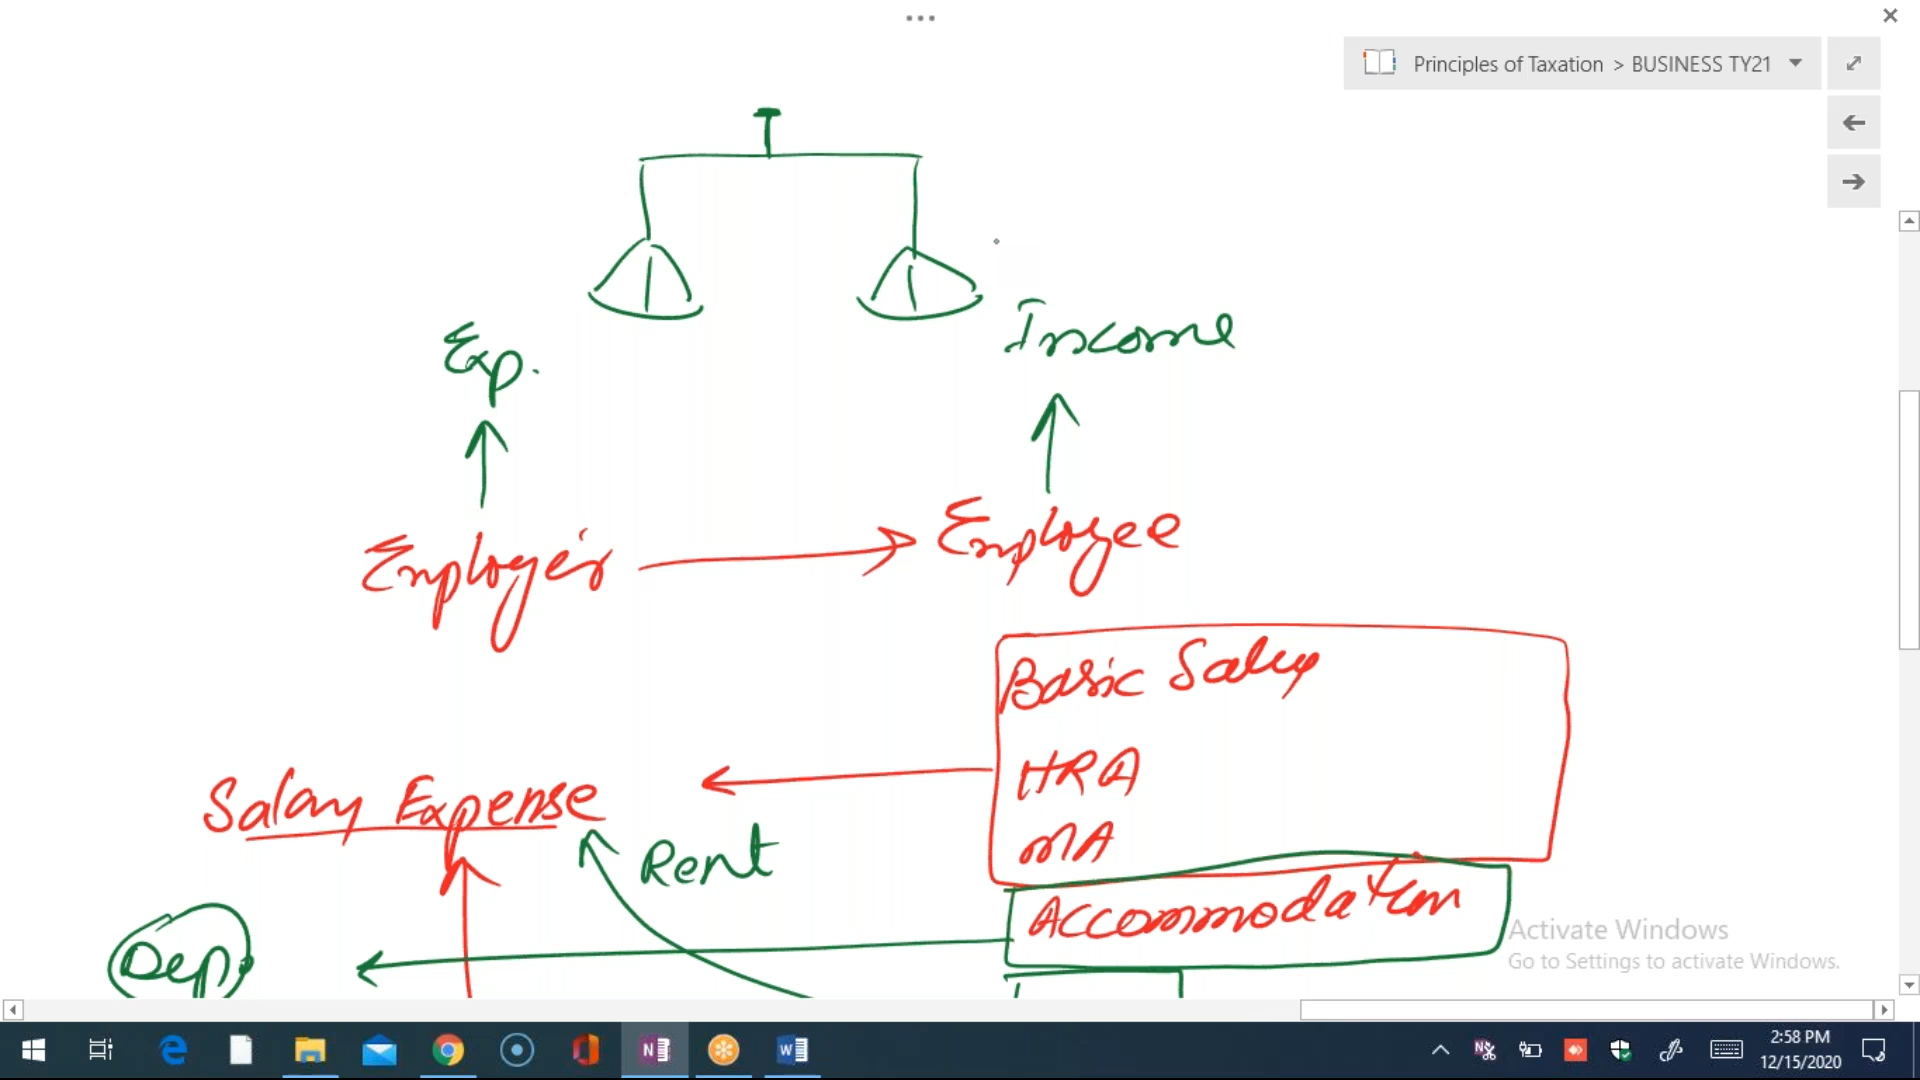 Principles of Taxation > BUSINESS TY21
Exp.
Income
Employer
Employee
Basic Salary
HRA
MA
Salary Expense
Rent
Accommodation
Dep.
Activate Windows
Go to Settings to activate Windows.
2:58 PM
12/15/2020